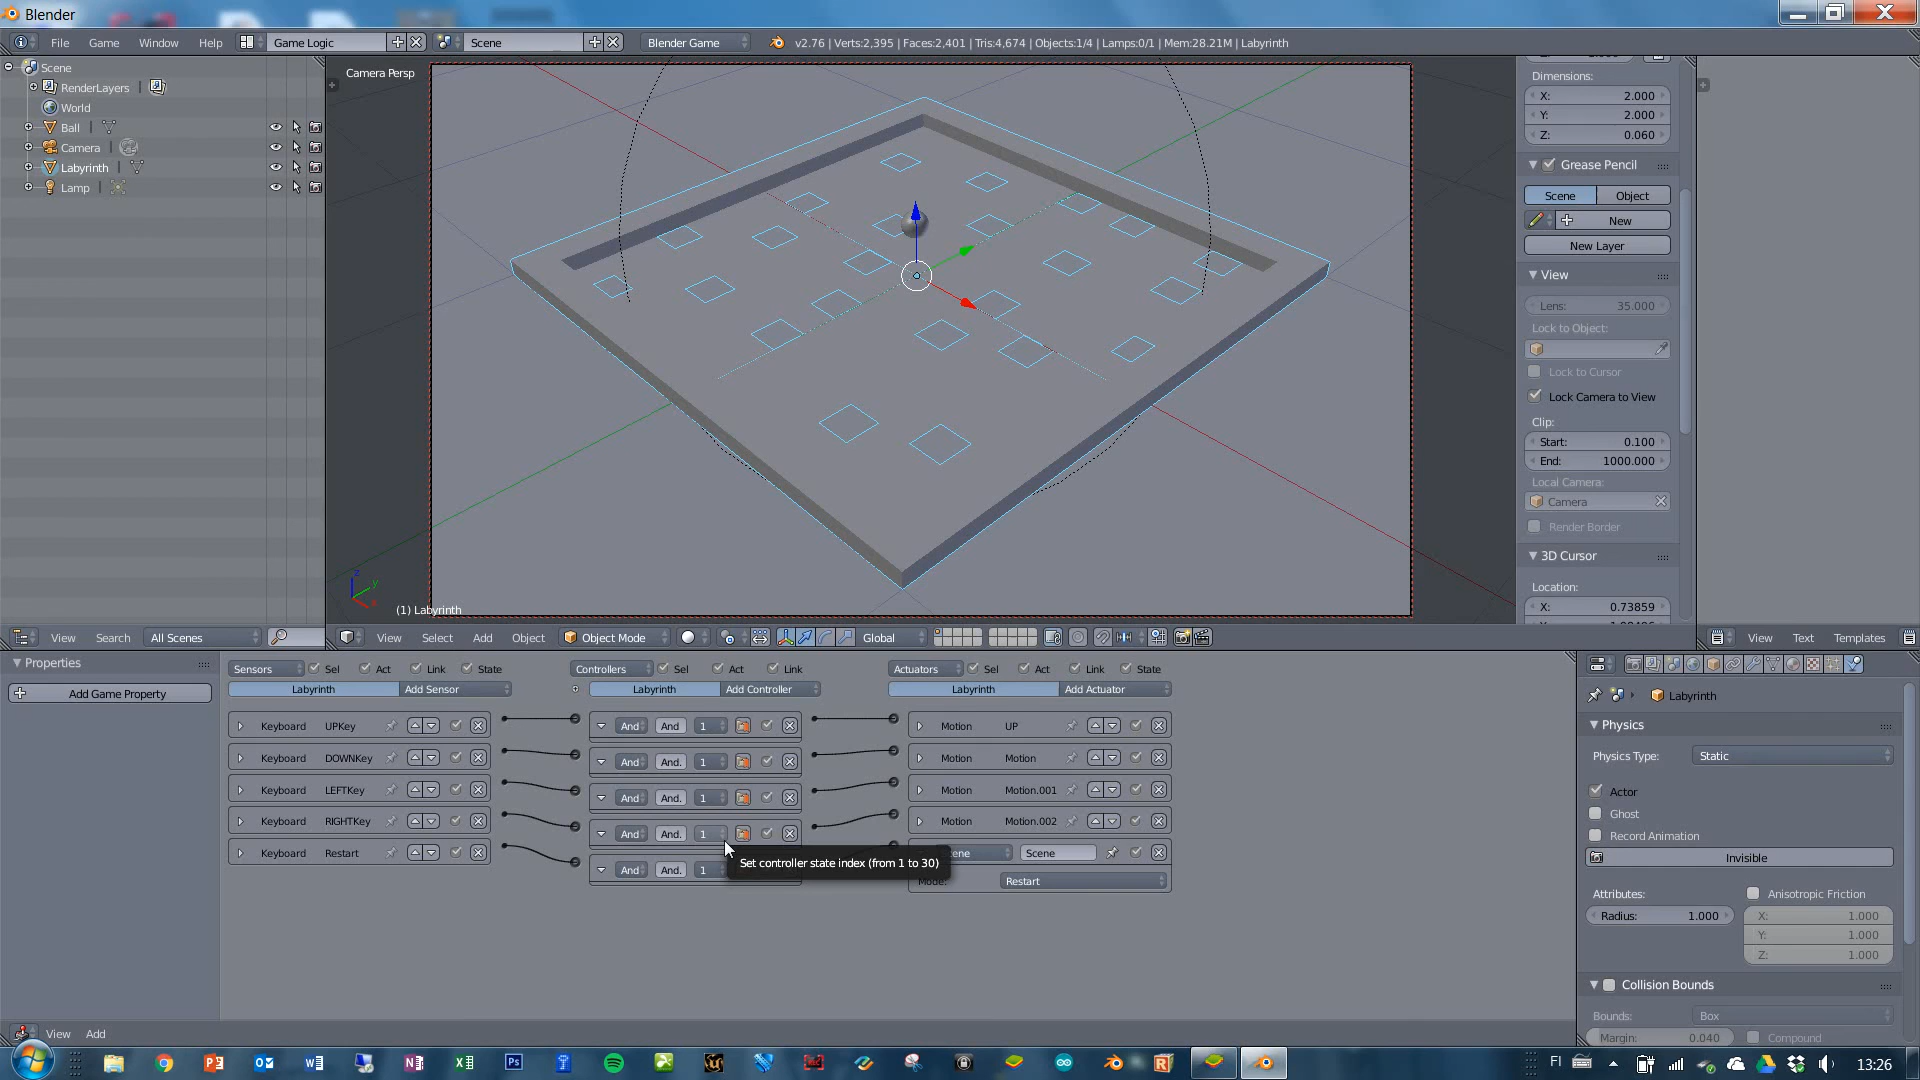 Blender
File Game Window Help Game Logic Scene Blender Game v2.76 | Verts:2,395 | Faces:2,401 | Tris:4,674 | Objects:1/4 | Lamps:0/1 | Mem:28.21M | Labyrinth
Scene
RenderLayers
World
Ball
Camera
Labyrinth
Lamp
View Search All Scenes
Camera Persp
(1) Labyrinth
z
y
x
View Select Add Object Object Mode Global
Dimensions:
X: 2.000
Y: 2.000
Z: 0.060
Grease Pencil
Scene Object
New
New Layer
View
Lens: 35.000
Lock to Object:
Lock to Cursor
Lock Camera to View
Clip:
Start: 0.100
End: 1000.000
Local Camera:
Camera
Render Border
3D Cursor
Location:
X: 0.73859
View Text Templates
Properties
Add Game Property
Sensors Sel Act Link State Controllers Sel Act Link Actuators Sel Act Link State
Labyrinth Add Sensor Labyrinth Add Controller Labyrinth Add Actuator
Keyboard UPKey And And 1 Motion UP
Keyboard DOWNKey And And. 1 Motion Motion
Keyboard LEFTKey And And. 1 Motion Motion.001
Keyboard RIGHTKey And And. 1 Motion Motion.002
Keyboard Restart And And. 1 ene Scene
Set controller state index (from 1 to 30)
Mode: Restart
View Add
Labyrinth
Physics
Physics Type: Static
Actor
Ghost
Record Animation
Invisible
Attributes: Anisotropic Friction
Radius: 1.000 X: 1.000
Y: 1.000
Z: 1.000
Collision Bounds
Bounds: Box
Margin: 0.040 Compound
FI 13:26